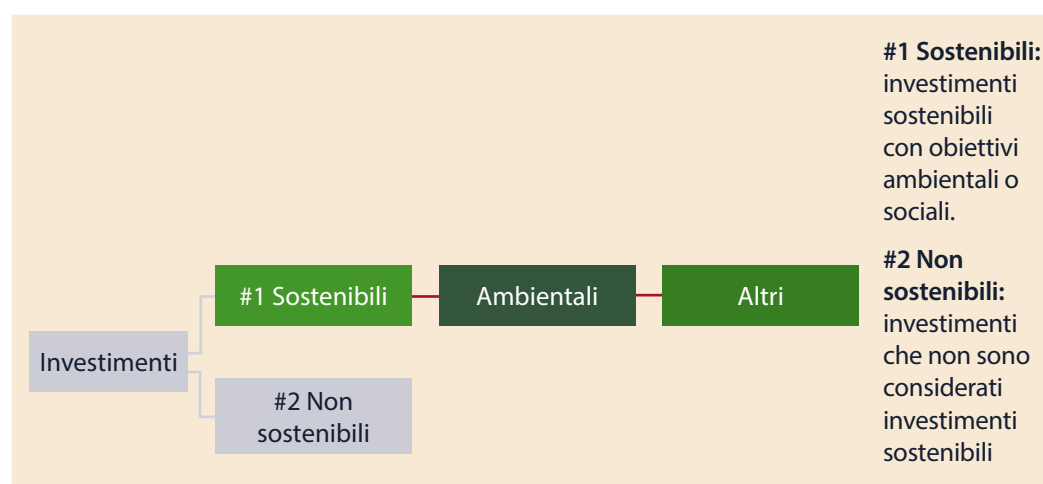 #1 Sostenibili:
investimenti
sostenibili
con obiettivi
ambientali o
sociali.
#2 Non
sostenibili:
investimenti
che non sono
considerati
investimenti
sostenibili
#1 Sostenibili
Ambientali
Altri
Investimenti
#2 Non
sostenibili